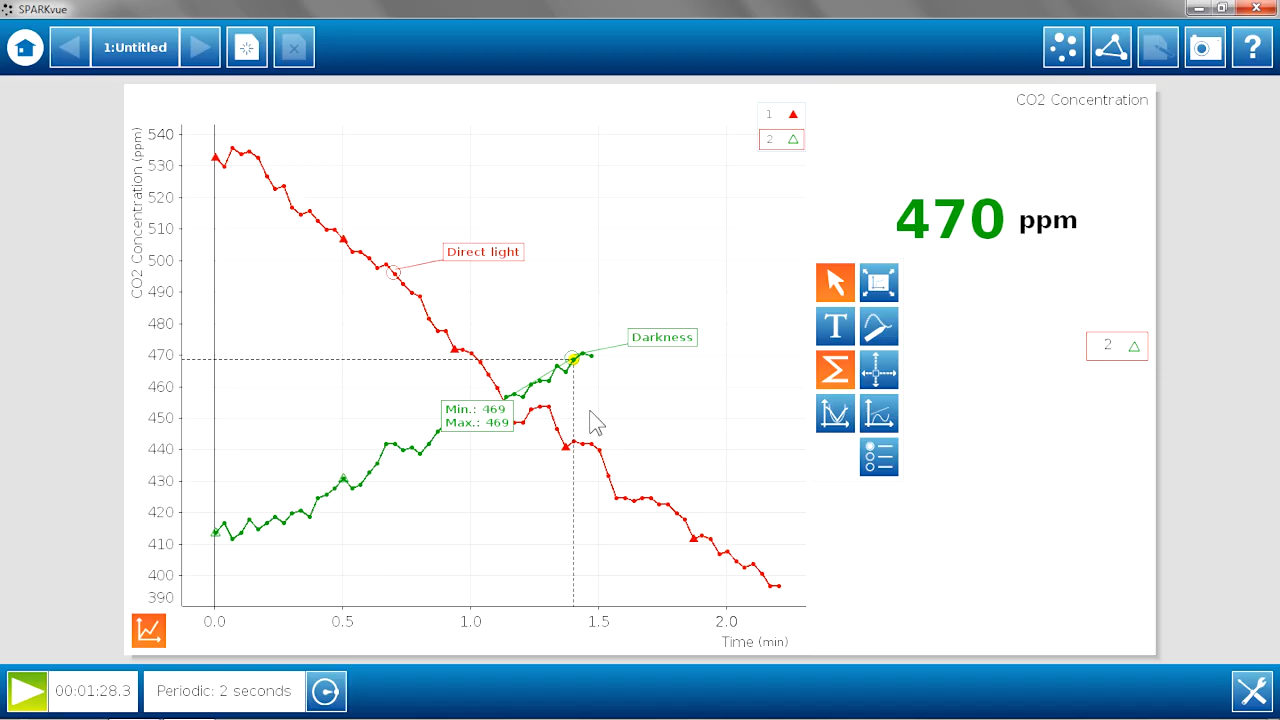 SPARKvue
1:Untitled
?
CO2 Concentration
CO2 Concentration (ppm)
540
530
520
510
500
490
480
470
460
450
440
430
420
410
400
390
1
2
Direct light
Darkness
Min.: 469
Max.: 469
470 ppm
T
Σ
2
0.0 0.5 1.0 1.5 2.0
Time (min)
00:01:28.3
Periodic: 2 seconds